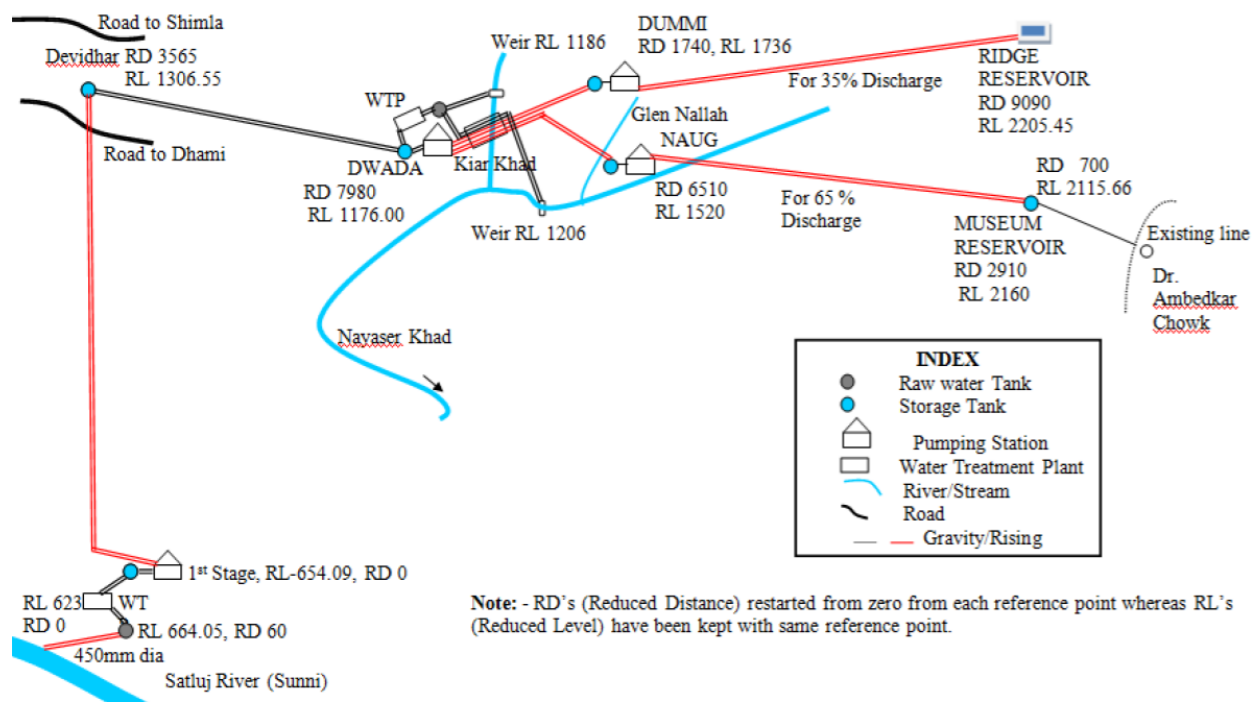 Road to Shimla
Devidhar RD 3565
RL 1306.55
Road to Dhami
WTP
DWADA
RD 7980
RL 1176.00
Weir RL 1186
Kiar Khad
Weir RL 1206
Nayaser Khad
DUMMI
RD 1740, RL 1736
For 35% Discharge
Glen Nallah
NAUG
RD 6510
RL 1520
For 65 %
Discharge
RIDGE
RESERVOIR
RD 9090
RL 2205.45
RD 700
RL 2115.66
MUSEUM
RESERVOIR
RD 2910
RL 2160
Existing line
Dr.
Ambedkar
Chowk
INDEX
Raw water Tank
Storage Tank
Pumping Station
Water Treatment Plant
River/Stream
Road
Gravity/Rising
1st Stage, RL-654.09, RD 0
RL 623
RD 0
WT
RL 664.05, RD 60
450mm dia
Satluj River (Sunni)
Note: - RD's (Reduced Distance) restarted from zero from each reference point whereas RL's
(Reduced Level) have been kept with same reference point.